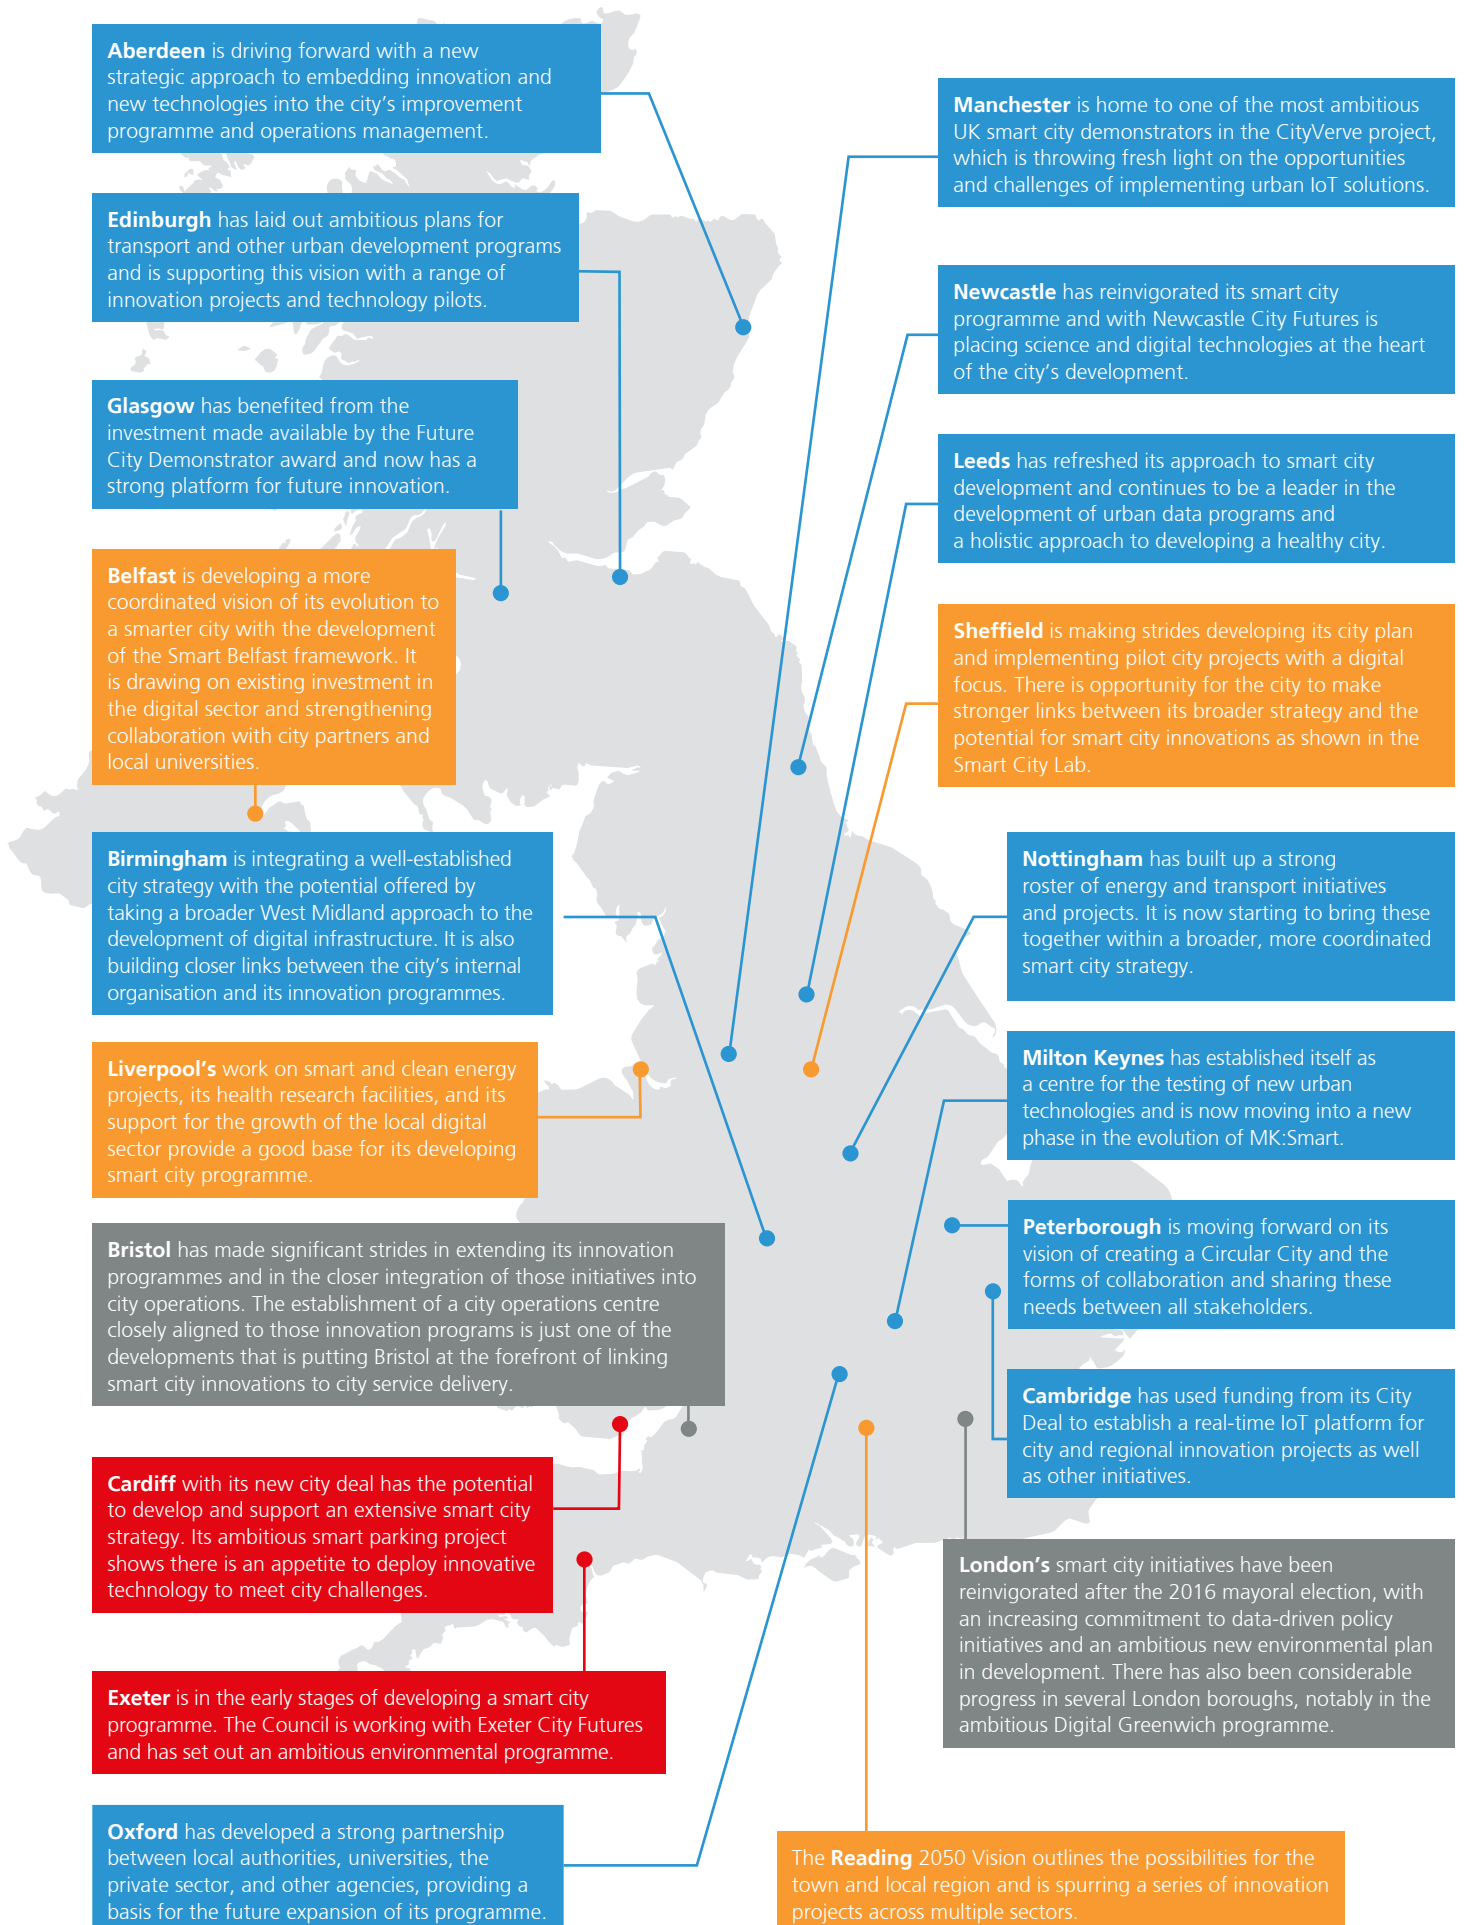 Aberdeen is driving forward with a new
strategic approach to embedding innovation and
new technologies into the city's improvement
programme and operations management.
Edinburgh has laid out ambitious plans for
transport and other urban development programs
and is supporting this vision with a range of
innovation projects and technology pilots.
Glasgow has benefited from the
investment made available by the Future
City Demonstrator award and now has a
strong platform for future innovation.
Belfast is developing a more
coordinated vision of its evolution to
a smarter city with the development
of the Smart Belfast framework. It
is drawing on existing investment in
the digital sector and strengthening
collaboration with city partners and
local universities.
Birmingham is integrating a well-established
city strategy with the potential offered by
taking a broader West Midland approach to the
development of digital infrastructure. It is also
building closer links between the city's internal
organisation and its innovation programmes.
Liverpool's work on smart and clean energy
projects, its health research facilities, and its
support for the growth of the local digital
sector provide a good base for its developing
smart city programme.
Bristol has made significant strides in extending its innovation
programmes and in the closer integration of those initiatives into
city operations. The establishment of a city operations centre
closely aligned to those innovation programs is just one of the
developments that is putting Bristol at the forefront of linking
smart city innovations to city service delivery.
Cardiff with its new city deal has the potential
to develop and support an extensive smart city
strategy. Its ambitious smart parking project
shows there is an appetite to deploy innovative
technology to meet city challenges.
Exeter is in the early stages of developing a smart city
programme. The Council is working with Exeter City Futures
and has set out an ambitious environmental programme.
Oxford has developed a strong partnership
between local authorities, universities, the
private sector, and other agencies, providing a
basis for the future expansion of its programme.
Manchester is home to one of the most ambitious
UK smart city demonstrators in the CityVerve project,
which is throwing fresh light on the opportunities
and challenges of implementing urban IoT solutions.
Newcastle has reinvigorated its smart city
programme and with Newcastle City Futures is
placing science and digital technologies at the heart
of the city's development.
Leeds has refreshed its approach to smart city
development and continues to be a leader in the
development of urban data programs and
a holistic approach to developing a healthy city.
Sheffield is making strides developing its city plan
and implementing pilot city projects with a digital
focus. There is opportunity for the city to make
stronger links between its broader strategy and the
potential for smart city innovations as shown in the
Smart City Lab.
Nottingham has built up a strong
roster of energy and transport initiatives
and projects. It is now starting to bring these
together within a broader, more coordinated
smart city strategy.
Milton Keynes has established itself as
a centre for the testing of new urban
technologies and is now moving into a new
phase in the evolution of MK:Smart.
Peterborough is moving forward on its
vision of creating a Circular City and the
forms of collaboration and sharing these
needs between all stakeholders.
Cambridge has used funding from its City
Deal to establish a real-time IoT platform for
city and regional innovation projects as well
as other initiatives.
London's smart city initiatives have been
reinvigorated after the 2016 mayoral election, with
an increasing commitment to data-driven policy
initiatives and an ambitious new environmental plan
in development. There has also been considerable
progress in several London boroughs, notably in the
ambitious Digital Greenwich programme.
The Reading 2050 Vision outlines the possibilities for the
town and local region and is spurring a series of innovation
projects across multiple sectors.